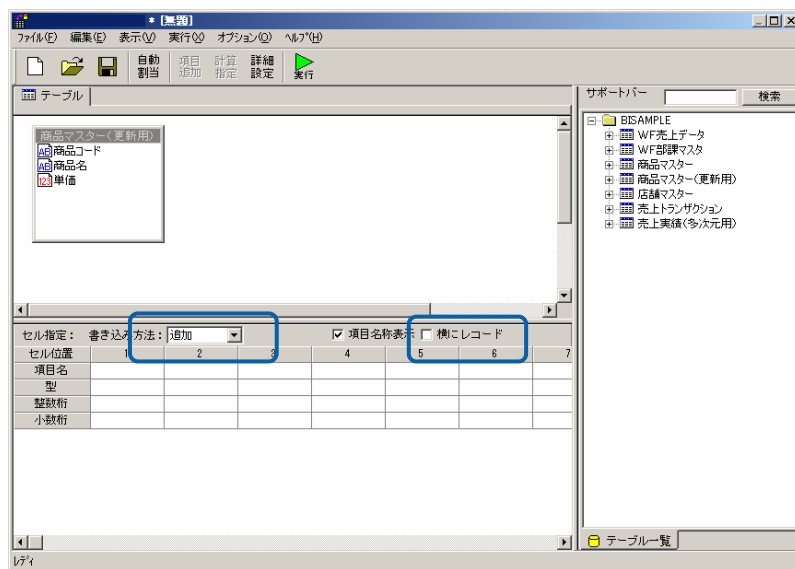 * [無題]
ファイル(F) 編集(E) 表示(V) 実行(X) オプション(O) ヘルプ(H)
自動割当 項目追加 計算指定 詳細設定 実行
テーブル
サポートバー 検索
商品マスター(更新用)
商品コード
商品名
単価
BISAMPLE
WF売上データ
WF部課マスタ
商品マスター
商品マスター(更新用)
店舗マスター
売上トランザクション
売上実績(多次元用)
セル指定: 書き込み方法: 追加 項目名称表示 横にレコード
セル位置 1 2 3 4 5 6 7
項目名
型
整数桁
小数桁
テーブル一覧
レディ